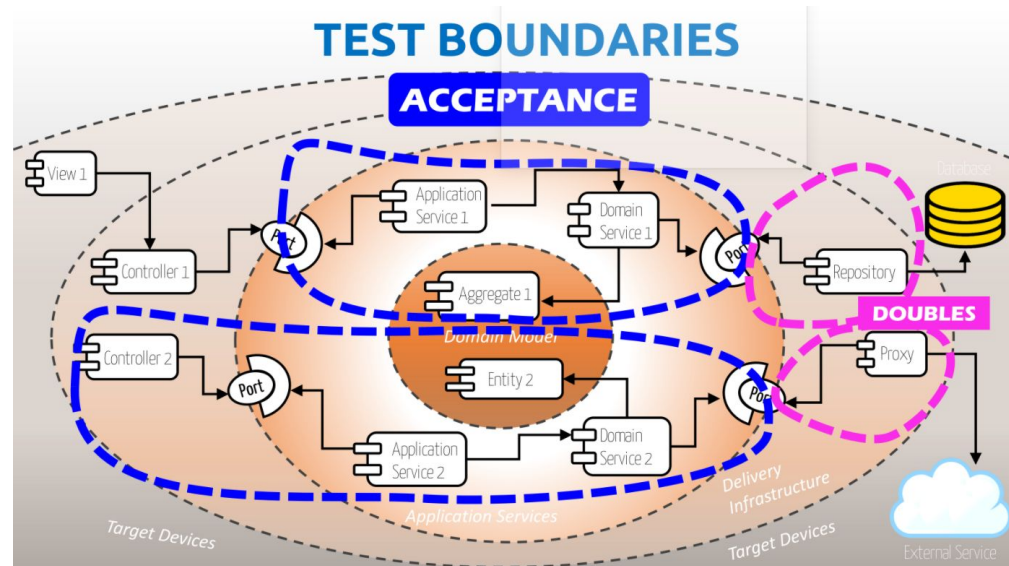 TEST BOUNDARIES
ACCEPTANCE
View 1
Application
Service 1
Domain
Service 1
Database
Port
Port
Controller 1
Repository
Aggregate 1
DOUBLES
Domain Model
Controller 2
Proxy
Port
Entity 2
Port
Application
Service 2
Domain
Service 2
Delivery
Infrastructure
Application Services
Target Devices
Target Devices
External Service